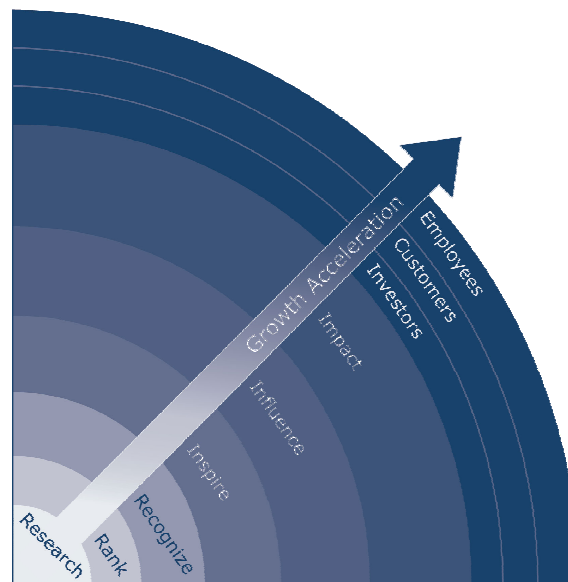 Employees
Customers
Investors
Growth Acceleration
Impact
Influence
Inspire
Recognize
Rank
Research